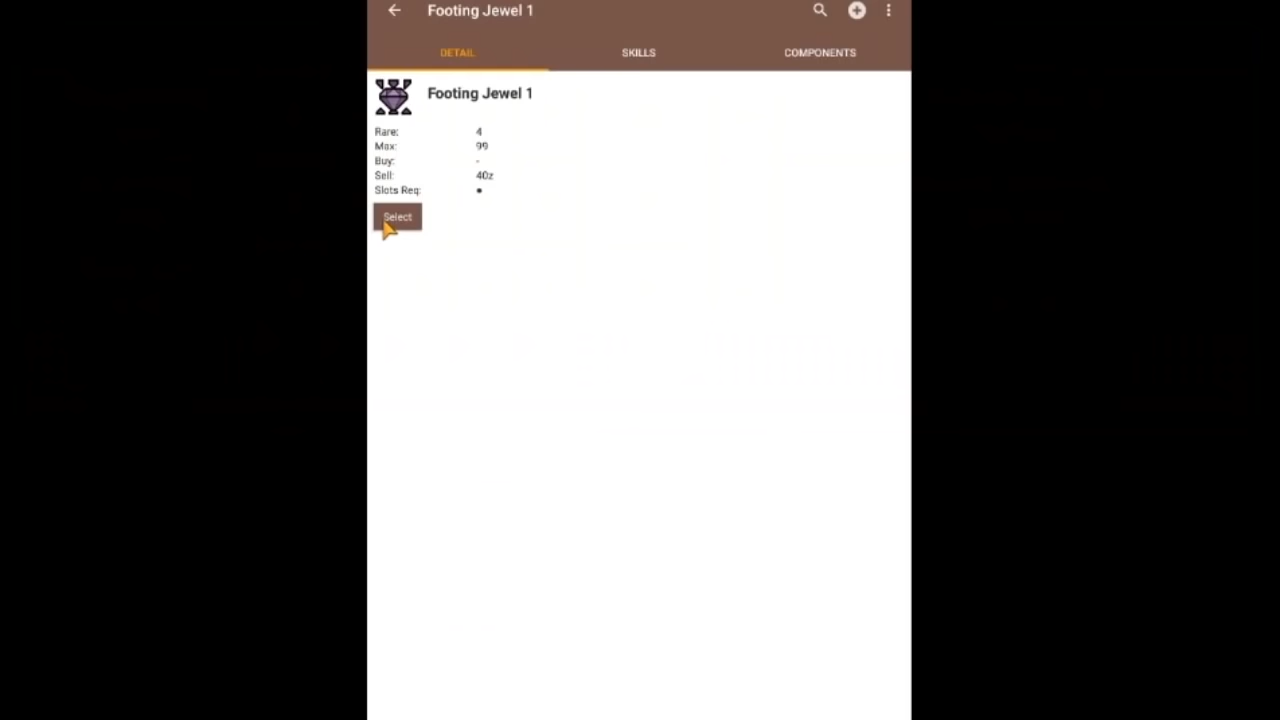 Footing Jewel 1
DETAIL SKILLS COMPONENTS
Footing Jewel 1
Rare: 4
Max: 99
Buy: -
Sell: 40z
Slots Req: ●
Select